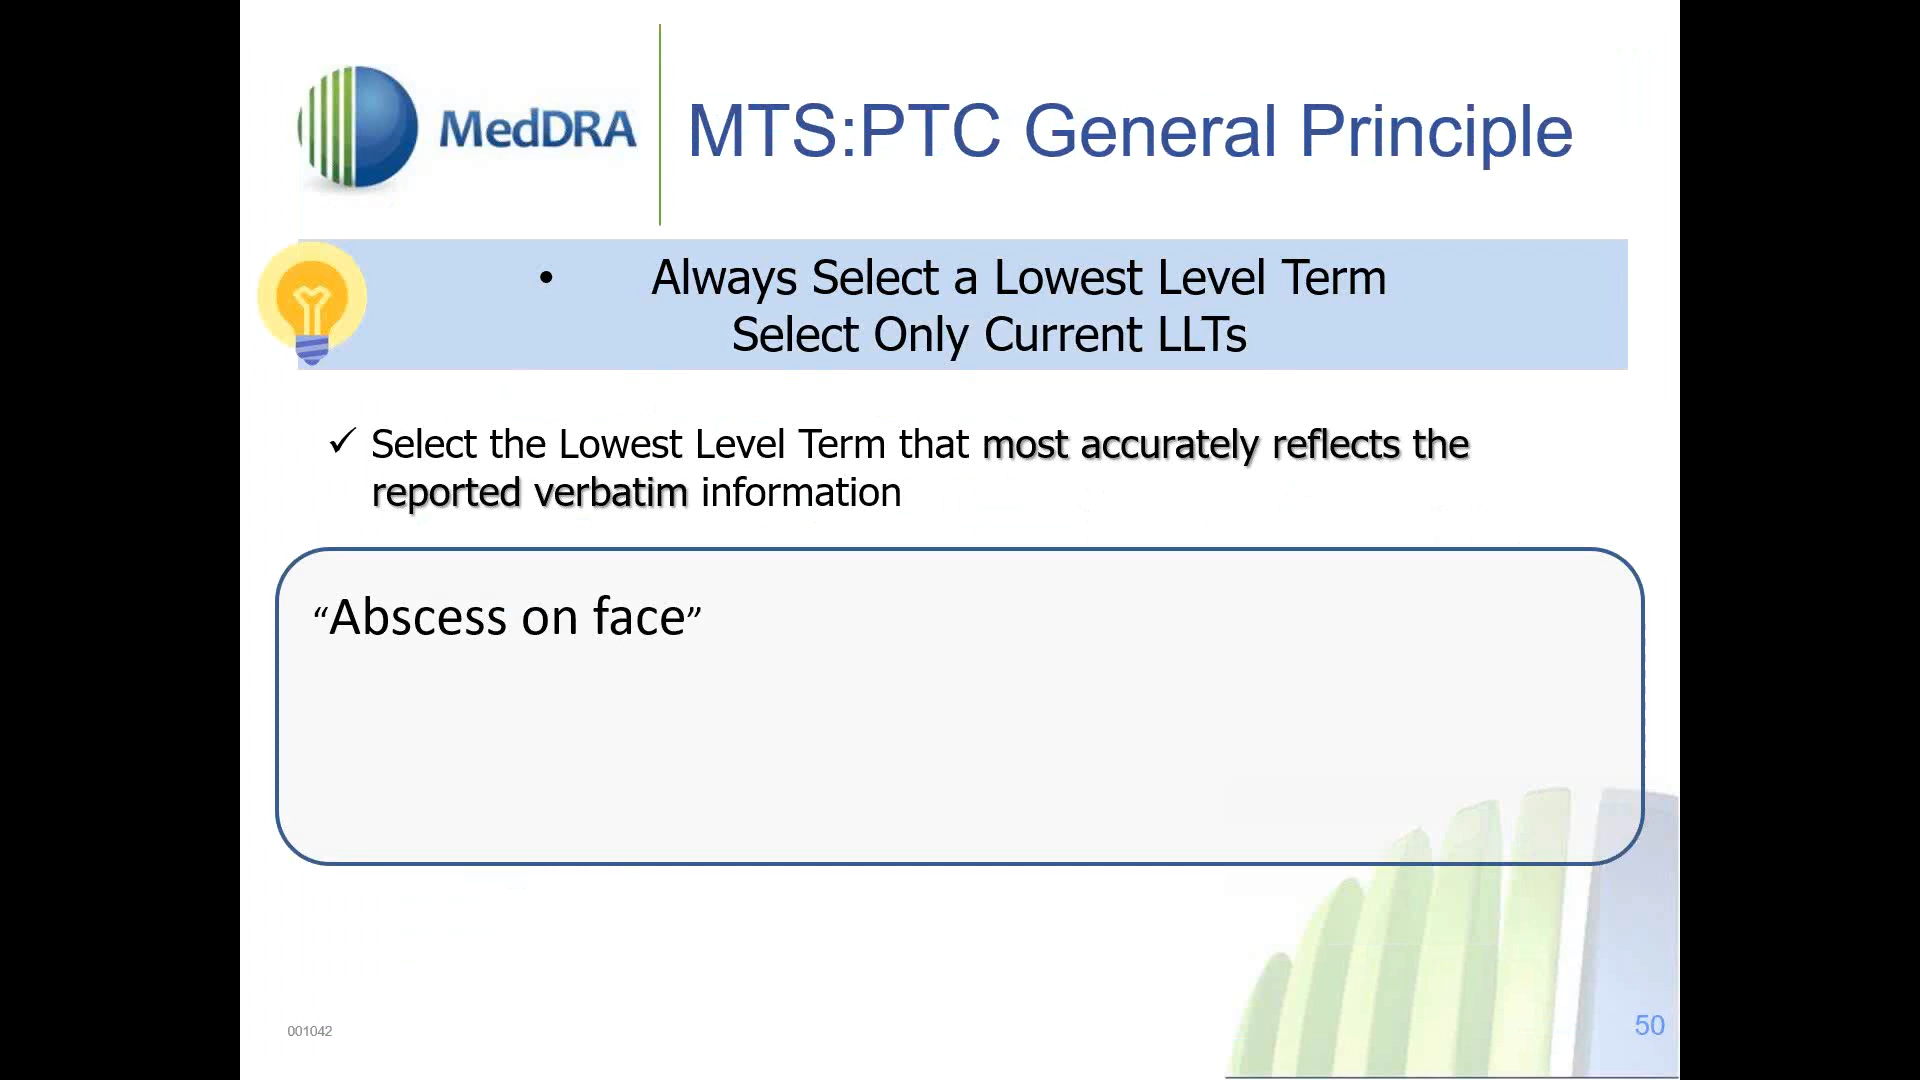 MedDRA
MTS:PTC General Principle
• Always Select a Lowest Level Term
Select Only Current LLTs
✓ Select the Lowest Level Term that most accurately reflects the
reported verbatim information
“Abscess on face”
001042
50